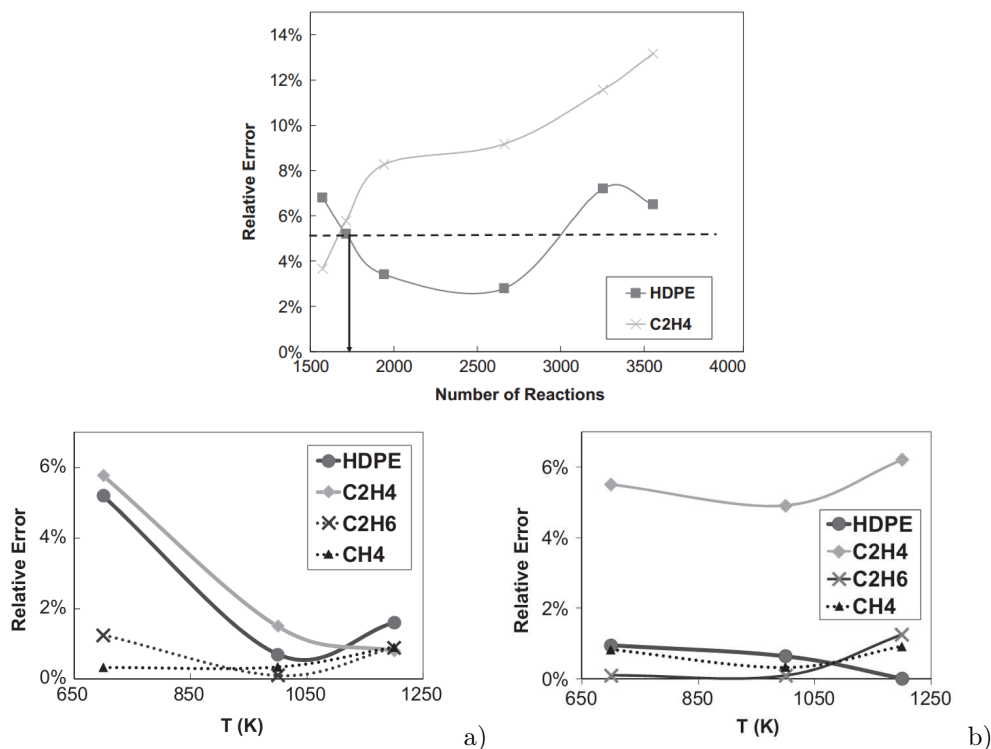 14%
12%
10%
8%
6%
4%
2%
0%
Relative Errror
HDPE
C2H4
1500 2000 2500 3000 3500 4000
Number of Reactions
6%
4%
2%
0%
Relative Error
HDPE
C2H4
C2H6
CH4
650 850 1050 1250
T (K)
a)
6%
4%
2%
0%
Relative Error
HDPE
C2H4
C2H6
CH4
650 850 1050 1250
T (K)
b)